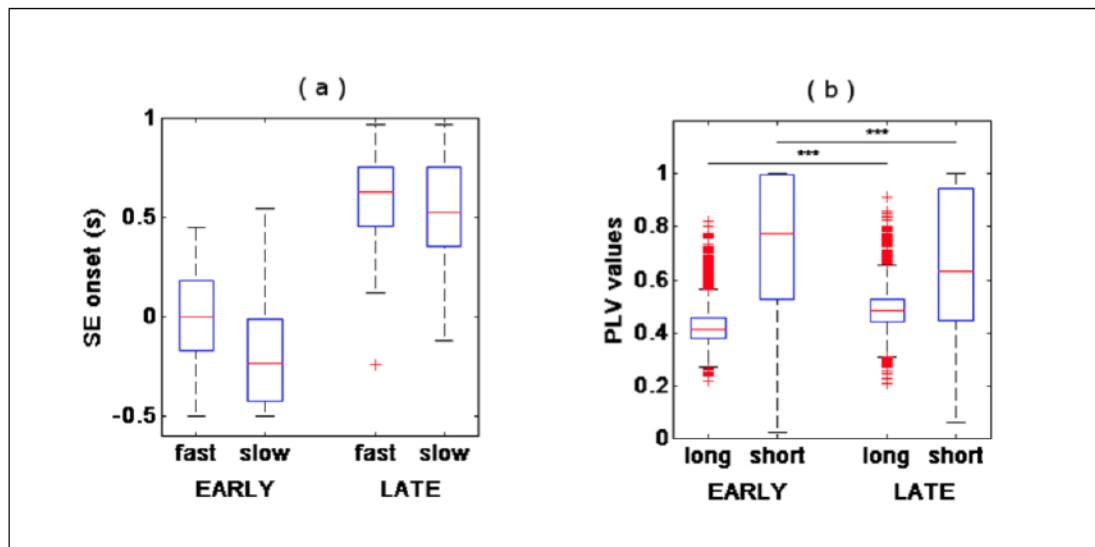 ( a )
SE onset (s)
1
0.5
0
-0.5
fast slow fast slow
EARLY LATE
( b )
PLV values
*** 
***
1
0.8
0.6
0.4
0.2
0
long short long short
EARLY LATE